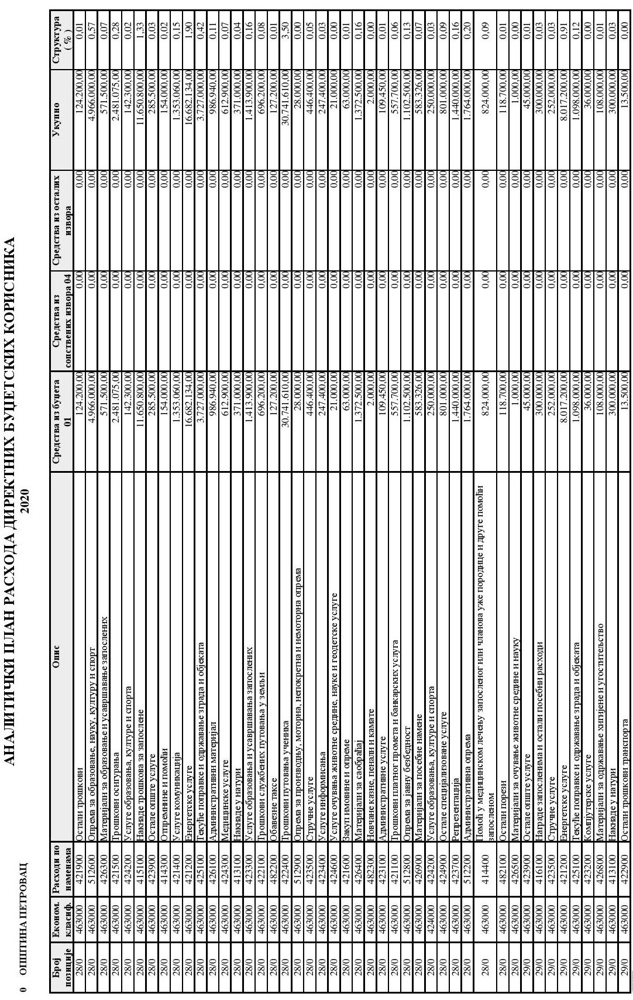 АНАЛИТИЧКИ ПЛАН РАСХОДА ДИРЕКТНИХ БУЏЕТСКИХ КОРИСНИКА
2020
0 ОПШТИНА ПЕТРОВАЦ
Број позиције Економ. класиф. Расходи по наменама Опис Средства из буџета 01 Средства из сопствених извора 04 Средства из осталих извора Укупно Структура ( % )
28/0 463000 421900 Остали трошкови 124.200,00 0,00 0,00 124.200,00 0,01
28/0 463000 512600 Опрема за образовање, науку, културу и спорт 4.966.000,00 0,00 0,00 4.966.000,00 0,57
28/0 463000 426300 Материјали за образовање и усавршавање запослених 571.500,00 0,00 0,00 571.500,00 0,07
28/0 463000 421500 Трошкови осигурања 2.481.075,00 0,00 0,00 2.481.075,00 0,28
28/0 463000 424200 Услуге образовања, културе и спорта 142.300,00 0,00 0,00 142.300,00 0,02
28/0 463000 415100 Накнаде трошкова за запослене 11.650.800,00 0,00 0,00 11.650.800,00 1,33
28/0 463000 423900 Остале опште услуге 285.500,00 0,00 0,00 285.500,00 0,03
28/0 463000 414300 Отпремнине и помоћи 154.000,00 0,00 0,00 154.000,00 0,02
28/0 463000 421400 Услуге комуникација 1.353.060,00 0,00 0,00 1.353.060,00 0,15
28/0 463000 421200 Енергетске услуге 16.682.134,00 0,00 0,00 16.682.134,00 1,90
28/0 463000 425100 Текуће поправке и одржавање зграда и објеката 3.727.000,00 0,00 0,00 3.727.000,00 0,42
28/0 463000 426100 Административни материјал 986.940,00 0,00 0,00 986.940,00 0,11
28/0 463000 424300 Медицинске услуге 612.900,00 0,00 0,00 612.900,00 0,07
28/0 463000 413100 Накнаде у натури 371.000,00 0,00 0,00 371.000,00 0,04
28/0 463000 423300 Услуге образовања и усавршавања запослених 1.413.900,00 0,00 0,00 1.413.900,00 0,16
28/0 463000 422100 Трошкови службених путовања у земљи 696.200,00 0,00 0,00 696.200,00 0,08
28/0 463000 482200 Обавезне таксе 127.200,00 0,00 0,00 127.200,00 0,01
28/0 463000 422400 Трошкови путовања ученика 30.741.610,00 0,00 0,00 30.741.610,00 3,50
28/0 463000 512900 Опрема за производњу, моторна, непокретна и немоторна опрема 28.000,00 0,00 0,00 28.000,00 0,00
28/0 463000 423500 Стручне услуге 446.400,00 0,00 0,00 446.400,00 0,05
28/0 463000 423400 Услуге информисања 247.400,00 0,00 0,00 247.400,00 0,03
28/0 463000 424600 Услуге очувања животне средине, науке и геодетске услуге 21.000,00 0,00 0,00 21.000,00 0,00
28/0 463000 421600 Закуп имовине и опреме 63.000,00 0,00 0,00 63.000,00 0,01
28/0 463000 426400 Материјали за саобраћај 1.372.500,00 0,00 0,00 1.372.500,00 0,16
28/0 463000 482300 Новчане казне, пенали и камате 2.000,00 0,00 0,00 2.000,00 0,00
28/0 463000 423100 Административне услуге 109.450,00 0,00 0,00 109.450,00 0,01
28/0 463000 421100 Трошкови платног промета и банкарских услуга 557.700,00 0,00 0,00 557.700,00 0,06
28/0 463000 512800 Опрема за јавну безбедност 1.102.500,00 0,00 0,00 1.102.500,00 0,13
28/0 463000 426900 Материјали за посебне намене 583.326,00 0,00 0,00 583.326,00 0,07
28/0 424000 424200 Услуге образовања, културе и спорта 250.000,00 0,00 0,00 250.000,00 0,03
28/0 463000 424900 Остале специјализоване услуге 801.000,00 0,00 0,00 801.000,00 0,09
28/0 463000 423700 Репрезентација 1.440.000,00 0,00 0,00 1.440.000,00 0,16
28/0 463000 512200 Административна опрема 1.764.000,00 0,00 0,00 1.764.000,00 0,20
28/0 463000 414400 Помоћ у медицинском лечењу запосленог или чланова уже породице и друге помоћи запосленом 824.000,00 0,00 0,00 824.000,00 0,09
28/0 463000 482100 Остали порези 118.700,00 0,00 0,00 118.700,00 0,01
28/0 463000 426500 Материјали за очување животне средине и науку 1.000,00 0,00 0,00 1.000,00 0,00
29/0 463000 423900 Остале опште услуге 45.000,00 0,00 0,00 45.000,00 0,01
29/0 463000 416100 Награде запосленима и остали посебни расходи 300.000,00 0,00 0,00 300.000,00 0,03
29/0 463000 423500 Стручне услуге 252.000,00 0,00 0,00 252.000,00 0,03
29/0 463000 421200 Енергетске услуге 8.017.200,00 0,00 0,00 8.017.200,00 0,91
29/0 463000 425100 Текуће поправке и одржавање зграда и објеката 1.098.000,00 0,00 0,00 1.098.000,00 0,12
29/0 463000 423200 Компјутерске услуге 36.000,00 0,00 0,00 36.000,00 0,00
29/0 463000 426800 Материјали за одржавање хигијене и угоститељство 108.000,00 0,00 0,00 108.000,00 0,01
29/0 463000 413100 Накнаде у натури 300.000,00 0,00 0,00 300.000,00 0,03
29/0 463000 422900 Остали трошкови транспорта 13.500,00 0,00 0,00 13.500,00 0,00